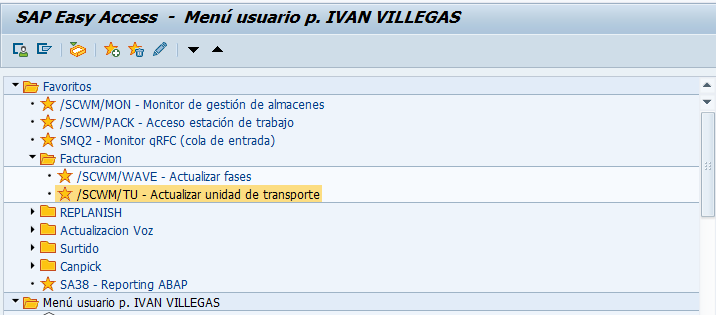 SAP Easy Access - Menú usuario p. IVAN VILLEGAS
Favoritos
/SCWM/MON - Monitor de gestión de almacenes
/SCWM/PACK - Acceso estación de trabajo
SMQ2 - Monitor qRFC (cola de entrada)
Facturacion
/SCWM/WAVE - Actualizar fases
/SCWM/TU - Actualizar unidad de transporte
REPLANISH
Actualizacion Voz
Surtido
Canpick
SA38 - Reporting ABAP
Menú usuario p. IVAN VILLEGAS